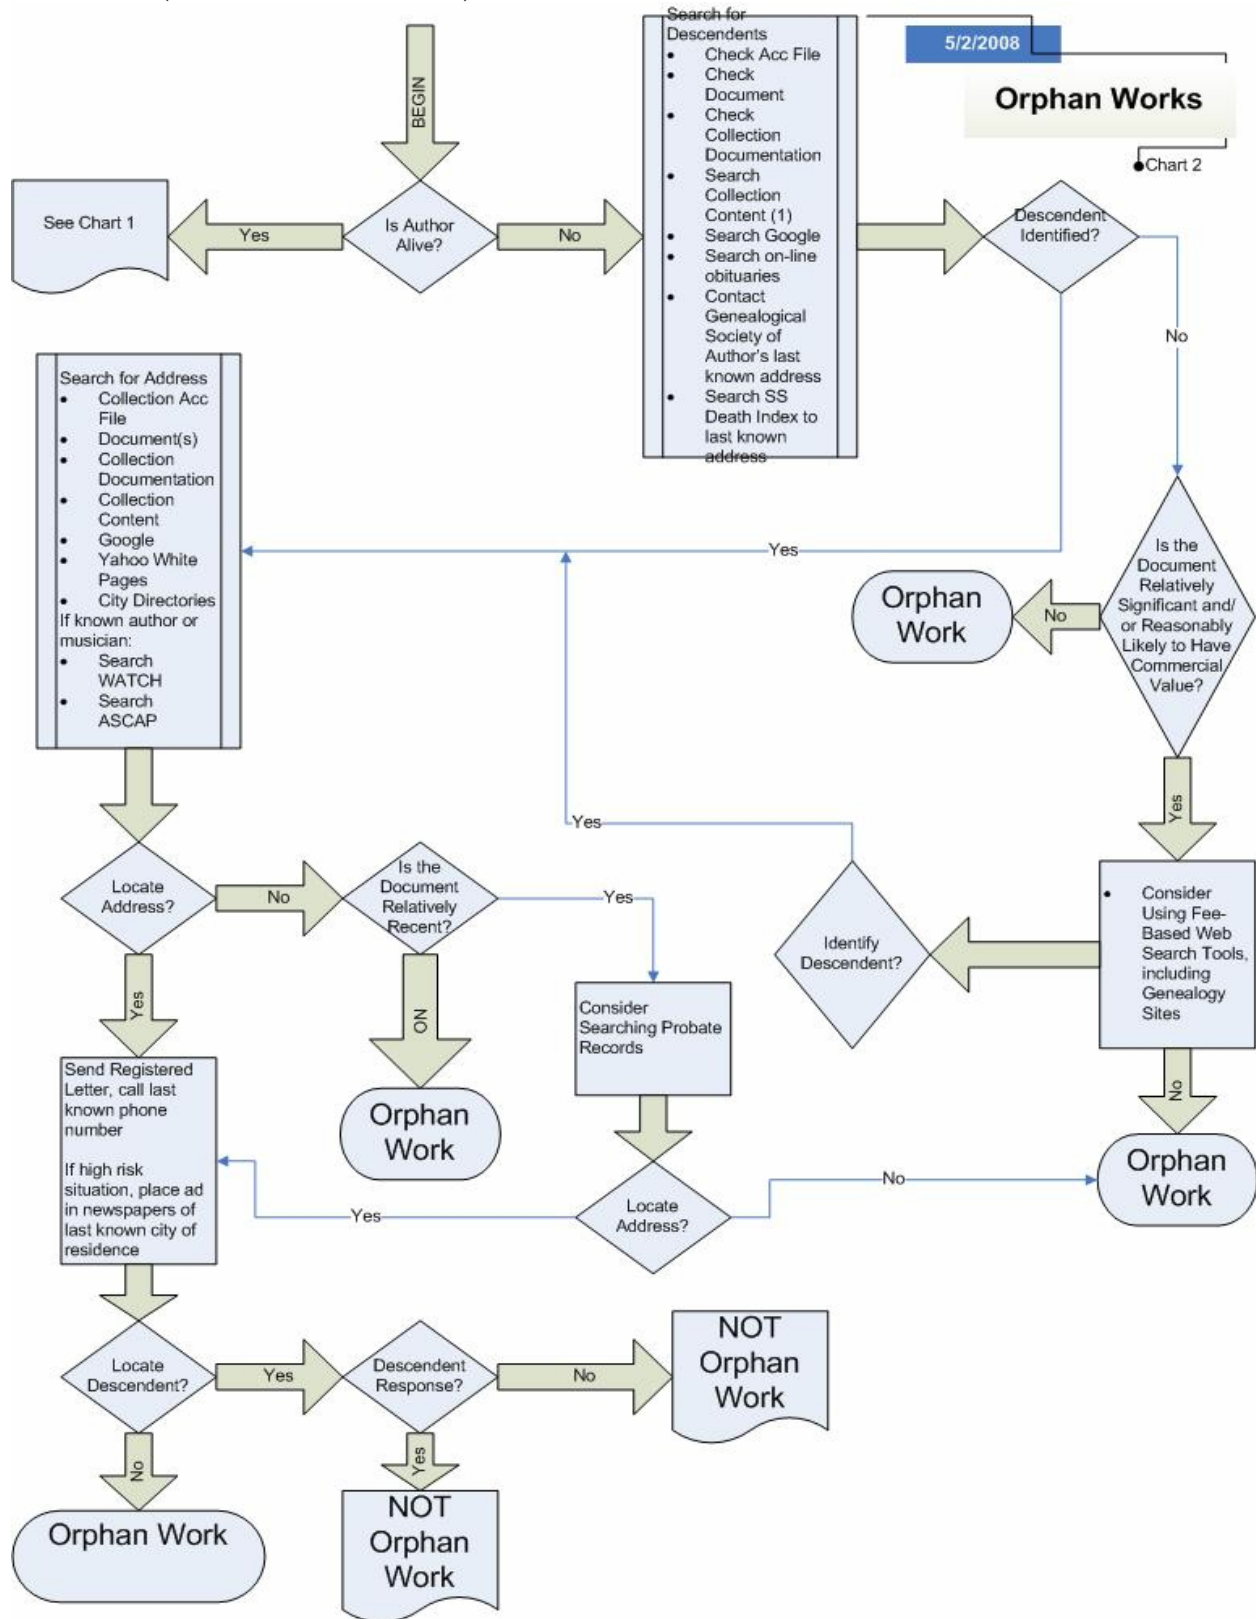 5/2/2008
Orphan Works
Chart 2
BEGIN
Is Author
Alive?
Yes
See Chart 1
No
Search for
Descendents
• Check Acc File
• Check
Document
• Check
Collection
Documentation
• Search
Collection
Content (1)
• Search Google
• Search on-line
obituaries
• Contact
Genealogical
Society of
Author's last
known address
• Search SS
Death Index to
last known
address
Descendent
Identified?
No
Yes
Search for Address
• Collection Acc
File
• Document(s)
• Collection
Documentation
• Collection
Content
• Google
• Yahoo White
Pages
• City Directories
If known author or
musician:
• Search
WATCH
• Search
ASCAP
Is the
Document
Relatively
Significant and/
or Reasonably
Likely to Have
Commercial
Value?
No
Orphan
Work
Yes
• Consider
Using Fee-
Based Web
Search Tools,
including
Genealogy
Sites
Identify
Descendent?
Yes
No
Orphan
Work
Locate
Address?
No
Is the
Document
Relatively
Recent?
Yes
Consider
Searching Probate
Records
NO
Orphan
Work
Locate
Address?
No
Yes
Yes
Send Registered
Letter, call last
known phone
number
If high risk
situation, place ad
in newspapers of
last known city of
residence
Locate
Descendent?
Yes
Descendent
Response?
No
NOT
Orphan
Work
No
Orphan Work
Yes
NOT
Orphan
Work